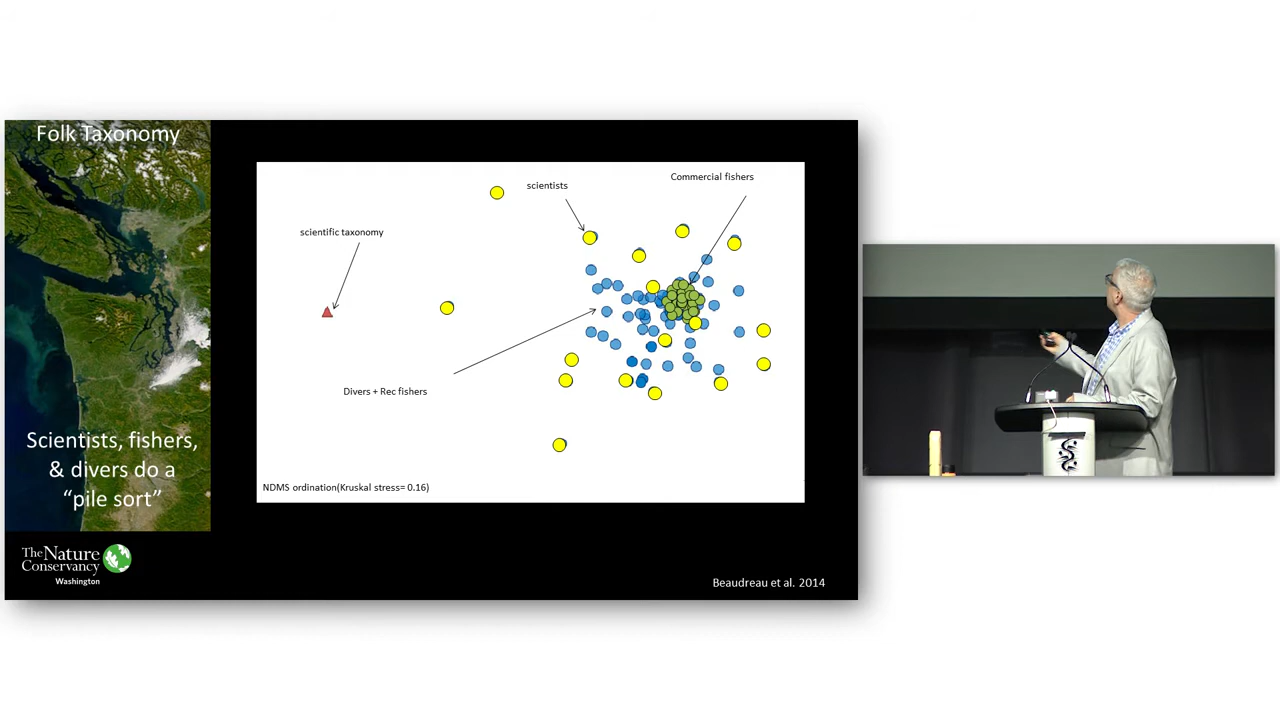 Folk Taxonomy
Scientists, fishers,
& divers do a
“pile sort”
The Nature
Conservancy
Washington
scientific taxonomy
scientists
Commercial fishers
Divers + Rec fishers
NDMS ordination(Kruskal stress= 0.16)
Beaudreau et al. 2014